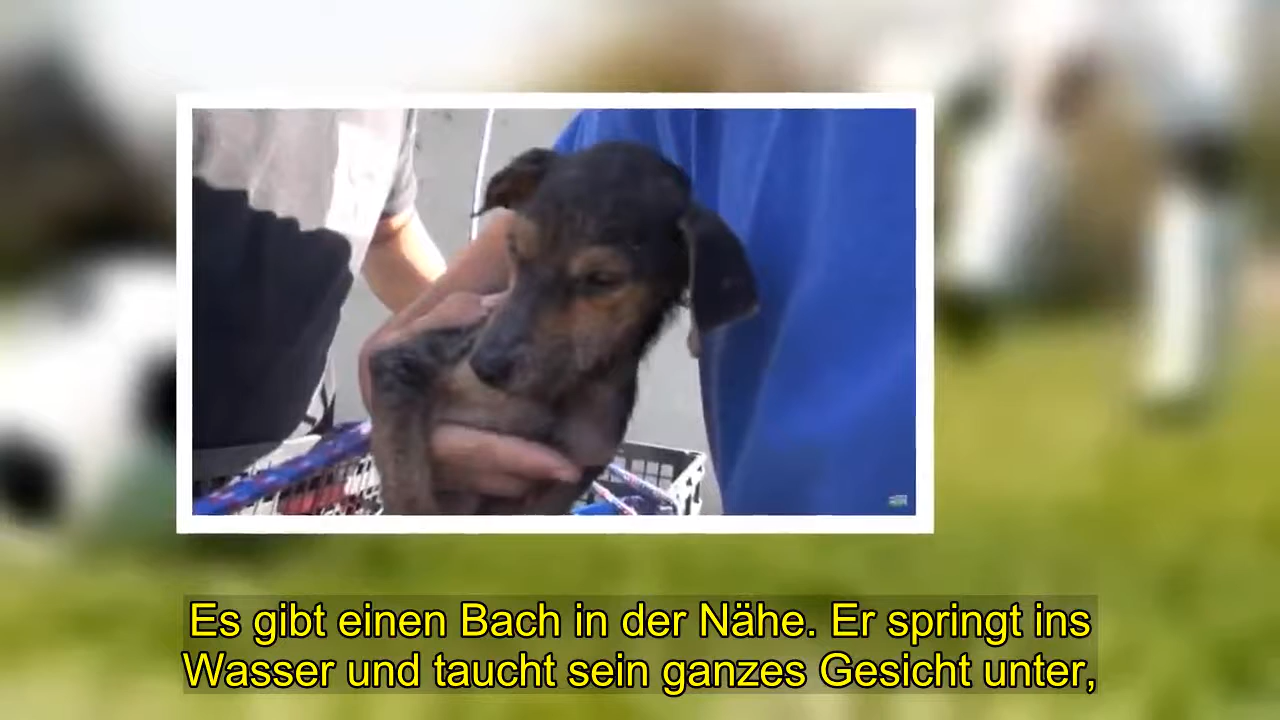 Es gibt einen Bach in der Nähe. Er springt ins
Wasser und taucht sein ganzes Gesicht unter,